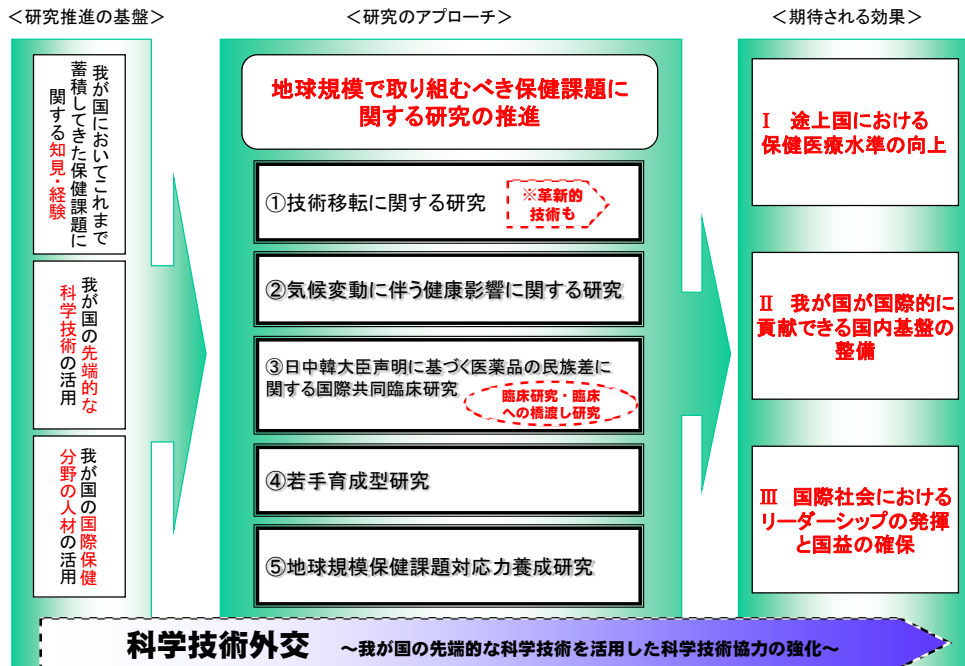 ＜研究推進の基盤＞
我が国においてこれまで
蓄積してきた保健課題に
関する知見・経験
我が国の先端的な
科学技術の活用
我が国の国際保健
分野の人材の活用
＜研究のアプローチ＞
地球規模で取り組むべき保健課題に
関する研究の推進
①技術移転に関する研究
※革新的
技術も
②気候変動に伴う健康影響に関する研究
③日中韓大臣声明に基づく医薬品の民族差に
関する国際共同臨床研究
臨床研究・臨床
への橋渡し研究
④若手育成型研究
⑤地球規模保健課題対応力養成研究
＜期待される効果＞
Ⅰ 途上国における
保健医療水準の向上
Ⅱ 我が国が国際的に
貢献できる国内基盤の
整備
Ⅲ 国際社会における
リーダーシップの発揮
と国益の確保
科学技術外交 ～我が国の先端的な科学技術を活用した科学技術協力の強化～